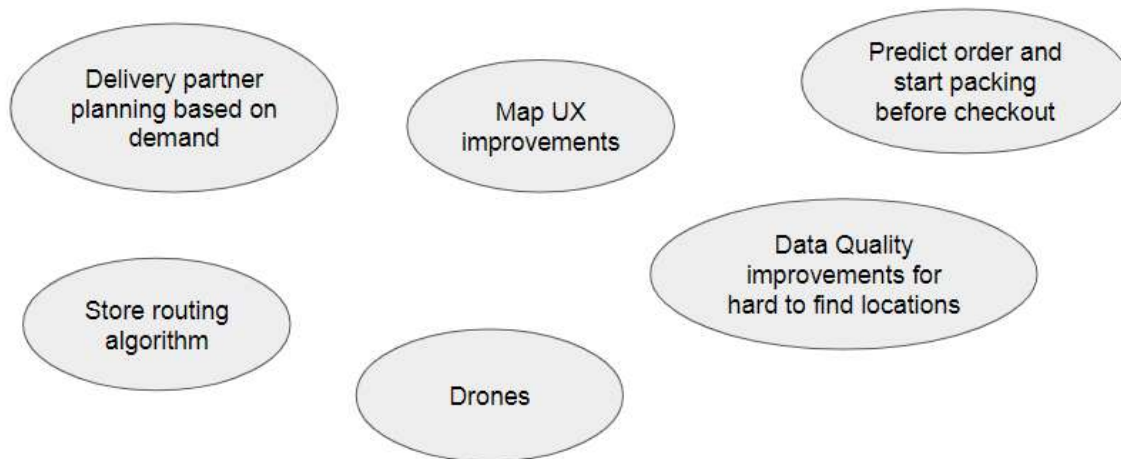 Delivery partner
planning based on
demand
Map UX
improvements
Predict order and
start packing
before checkout
Store routing
algorithm
Data Quality
improvements for
hard to find locations
Drones